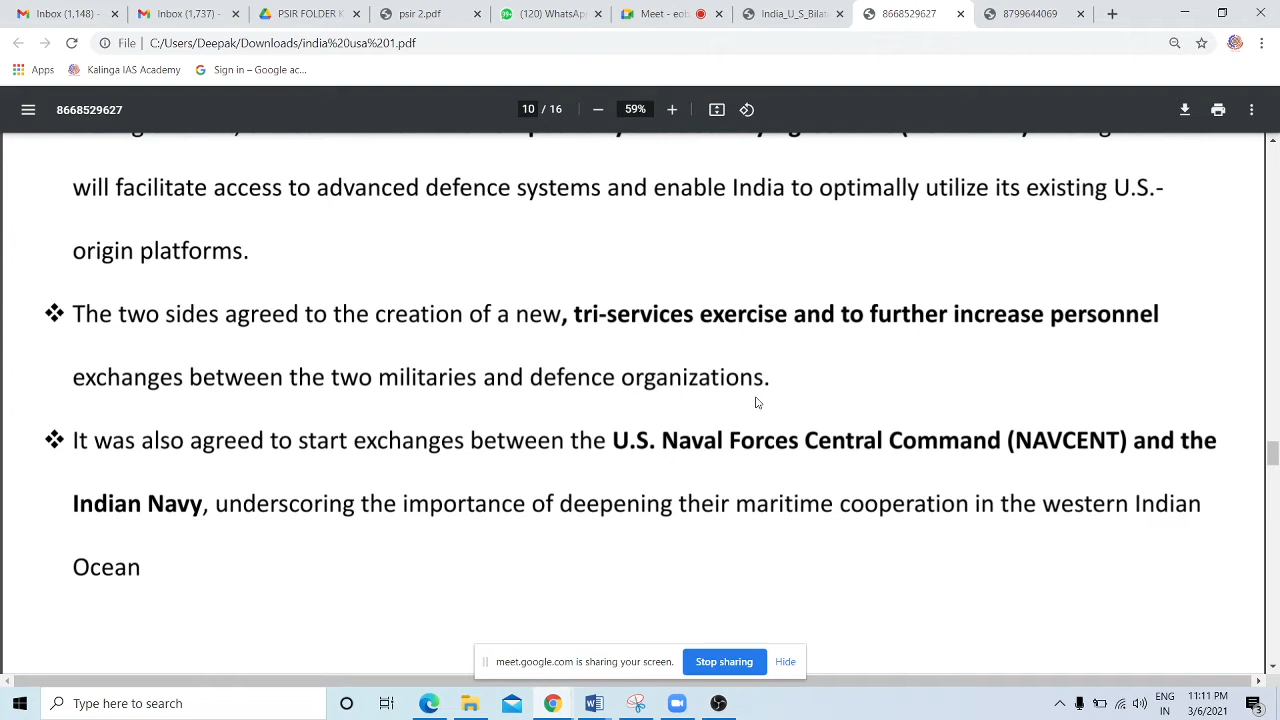 Inbox (148) -
Inbox (1,737) -
PSIR FOLDER K
psir 2.pdf
(120) WhatsApp
Meet - eob
India_U_S_Bilat
8668529627
8799644069
File | C:/Users/Deepak/Downloads/india%20usa%201.pdf
Apps Kalinga IAS Academy Sign in – Google ac...
8668529627
10 / 16
59%
will facilitate access to advanced defence systems and enable India to optimally utilize its existing U.S.-
origin platforms.
❖ The two sides agreed to the creation of a new, tri-services exercise and to further increase personnel
exchanges between the two militaries and defence organizations.
❖ It was also agreed to start exchanges between the U.S. Naval Forces Central Command (NAVCENT) and the
Indian Navy, underscoring the importance of deepening their maritime cooperation in the western Indian
Ocean
meet.google.com is sharing your screen. Stop sharing Hide
Type here to search
ENG
IN
11:11 PM
3/6/2021
3